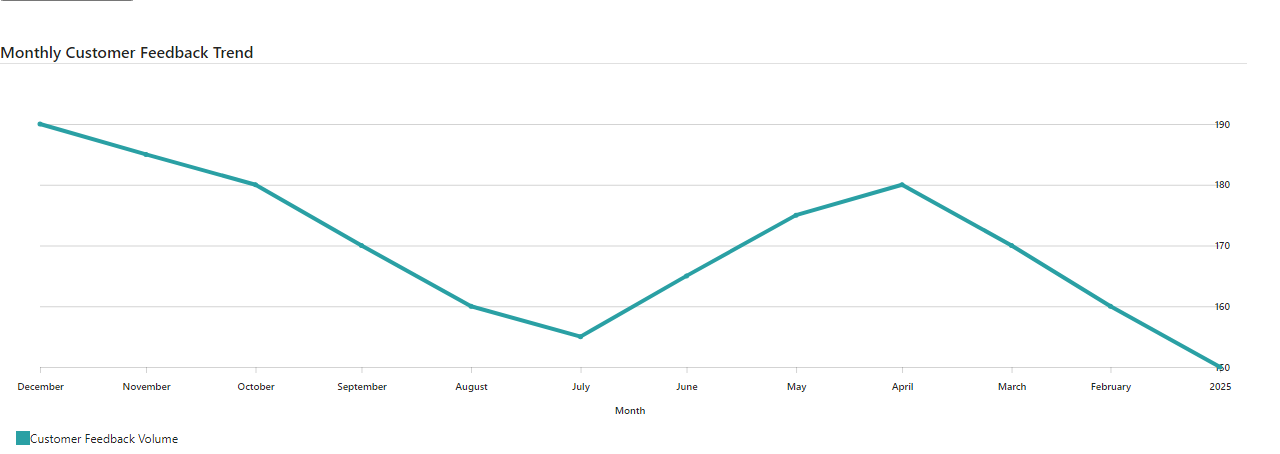 Monthly Customer Feedback Trend
190
180
170
160
150
December November October September August July June May April March February 2025
Month
Customer Feedback Volume